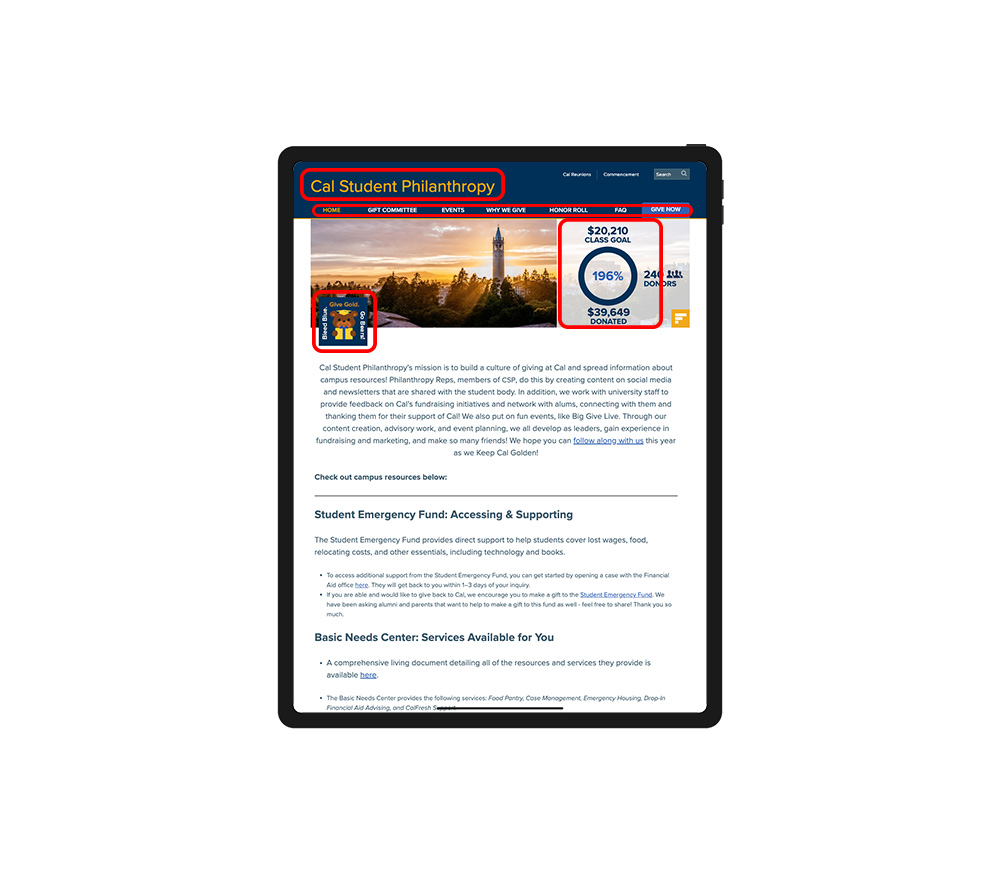 Cal Reunions
Commencement
Search
Cal Student Philanthropy
HOME
GIFT COMMITTEE
EVENTS
WHY WE GIVE
HONOR ROLL
FAQ
GIVE NOW
$20,210
CLASS GOAL
196%
240
DONORS
$39,649
DONATED
Give Gold.
Bleed Blue.
Go Bears!
Cal Student Philanthropy's mission is to build a culture of giving at Cal and spread information about
campus resources! Philanthropy Reps, members of CSP, do this by creating content on social media
and newsletters that are shared with the student body. In addition, we work with university staff to
provide feedback on Cal's fundraising initiatives and network with alums, connecting with them and
thanking them for their support of Cal! We also put on fun events, like Big Give Live. Through our
content creation, advisory work, and event planning, we all develop as leaders, gain experience in
fundraising and marketing, and make so many friends! We hope you can follow along with us this year
as we Keep Cal Golden!
Check out campus resources below:
Student Emergency Fund: Accessing & Supporting
The Student Emergency Fund provides direct support to help students cover lost wages, food,
relocating costs, and other essentials, including technology and books.
• To access additional support from the Student Emergency Fund, you can get started by opening a case with the Financial
Aid office here. They will get back to you within 1–3 days of your inquiry.
• If you are able and would like to give back to Cal, we encourage you to make a gift to the Student Emergency Fund. We
have been asking alumni and parents that want to help to make a gift to this fund as well - feel free to share! Thank you so
much.
Basic Needs Center: Services Available for You
• A comprehensive living document detailing all of the resources and services they provide is
available here.
• The Basic Needs Center provides the following services: Food Pantry, Case Management, Emergency Housing, Drop-In
Financial Aid Advising, and CalFresh Support.